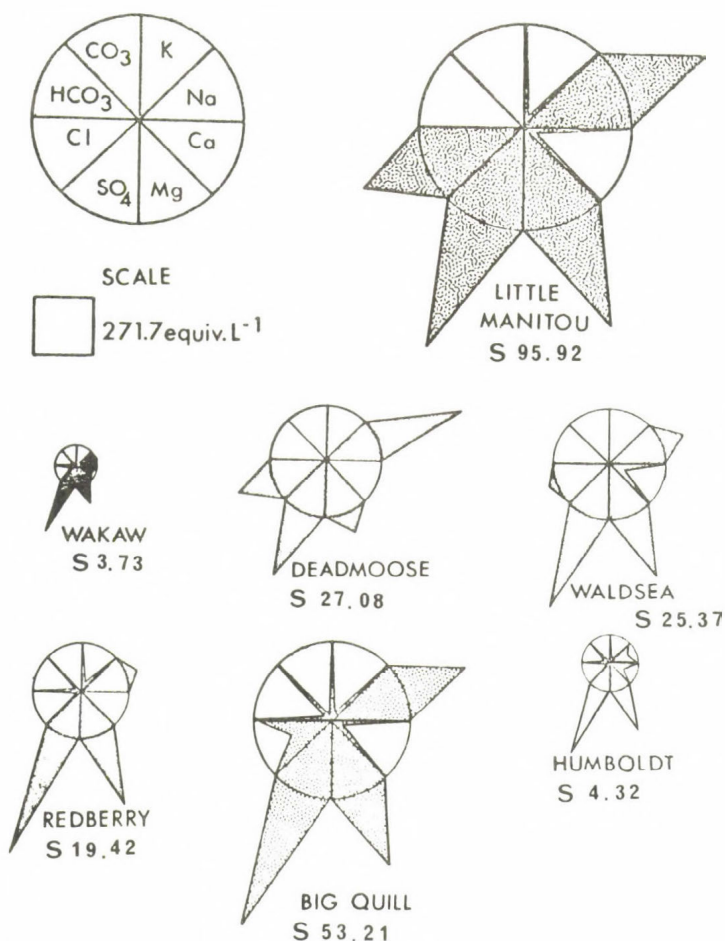 CO3 K
HCO3 Na
Cl Ca
SO4 Mg
SCALE
271.7equiv.L-1
LITTLE
MANITOU
S 95.92
WAKAW
S 3.73
DEADMOOSE
S 27.08
WALDSEA
S 25.37
REDBERRY
S 19.42
BIG QUILL
S 53.21
HUMBOLDT
S 4.32